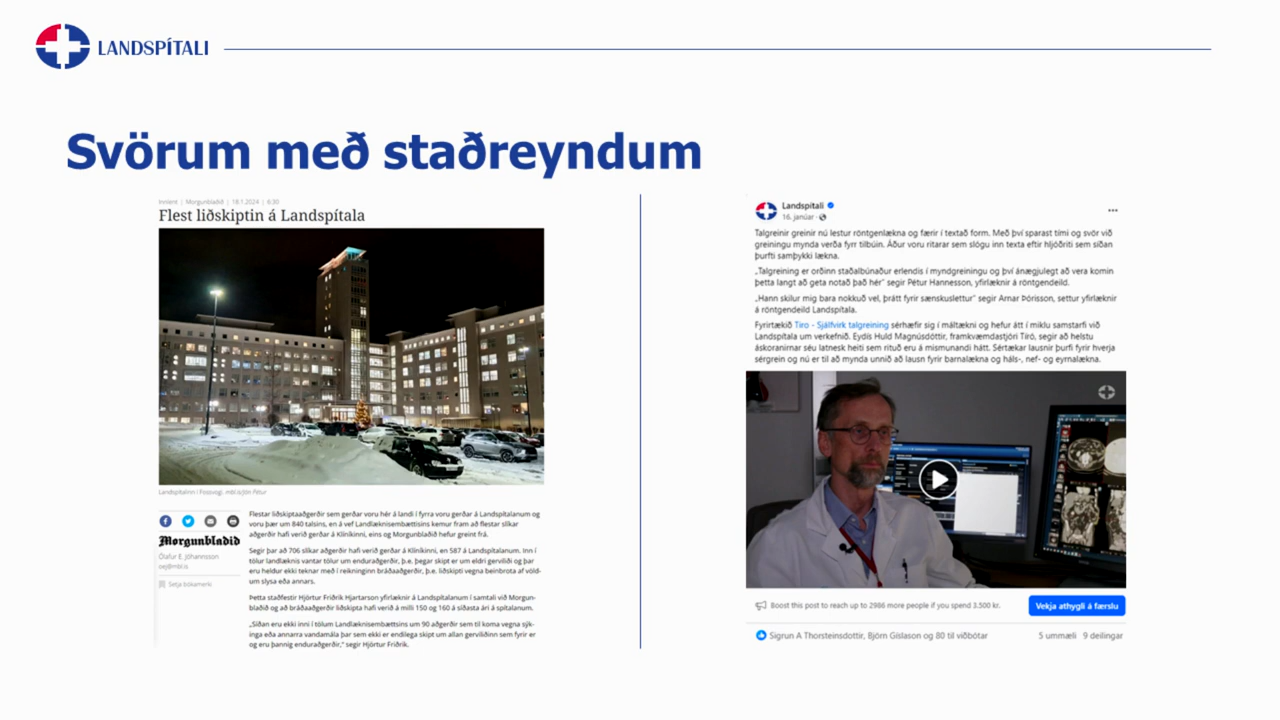 LANDSPÍTALI
Svörum með staðreyndum
Innlent | Morgunblaðið | 18.1.2024 | 6:30
Flest liðskiptin á Landspítala
Landspítalinn í Fossvogi. mbl.is/Jón Pétur
Morgunblaðið
Ólafur E. Jóhannsson
oej@mbl.is
Setja bókamerki
Flestar liðskiptaaðgerðir sem gerðar voru hér á landi í fyrra voru gerðar á Landspítalanum og
voru þær um 840 talsins, en á vef Landlæknisembættisins kemur fram að flestar slíkar
aðgerðir hafi verið gerðar á Klíníkinni, eins og Morgunblaðið hefur greint frá.
Segir þar að 706 slíkar aðgerðir hafi verið gerðar á Klíníkinni, en 587 á Landspítalanum. Inn í
tölur landlæknis vantar tölur um enduraðgerðir, þ.e. þegar skipt er um eldri gerviliði og þar
eru heldur ekki teknar með í reikninginn bráðaaðgerðir, þ.e. liðskipti vegna beinbrota af völd-
um slysa eða annars.
Þetta staðfestir Hjörtur Friðrik Hjartarson yfirlæknir á Landspítalanum í samtali við Morgun-
blaðið og að bráðaaðgerðir liðskipta hafi verið á milli 150 og 160 á síðasta ári á spítalanum.
„Síðan eru ekki inni í tölum Landlæknisembættsins um 90 aðgerðir sem til koma vegna sýk-
inga eða annarra vandamála þar sem ekki er endilega skipt um allan gerviliðinn sem fyrir er
og eru þannig enduraðgerðir,“ segir Hjörtur Friðrik.
Landspítali
16. janúar ·
Talgreinir greinir nú lestur röntgenlækna og færir í textað form. Með því sparast tími og svör við
greiningu mynda verða fyrr tilbúin. Áður voru ritarar sem slógu inn texta eftir hljóðriti sem síðan
þurfti samþykki lækna.
„Talgreining er orðinn staðalbúnaður erlendis í myndgreiningu og því ánægjulegt að vera komin
þetta langt að geta notað það hér“ segir Pétur Hannesson, yfirlæknir á röntgendeild.
„Hann skilur mig bara nokkuð vel, þrátt fyrir sænskuslettur“ segir Arnar Þórisson, settur yfirlæknir
á röntgendeild Landspítala.
Fyrirtækið Tiro - Sjálfvirk talgreining sérhæfir sig í máltækni og hefur átt í miklu samstarfi við
Landspítala um verkefnið. Eydís Huld Magnúsdóttir, framkvæmdastjóri Tíró, segir að helstu
áskoranirnar séu latnesk heiti sem rituð eru á mismunandi hátt. Sértækar lausnir þurfi fyrir hverja
sérgrein og nú er til að mynda unnið að lausn fyrir barnalækna og háls-, nef- og eyrnalækna.
Boost this post to reach up to 2986 more people if you spend 3.500 kr.
Vekja athygli á færslu
Sigrun A Thorsteinsdottir, Björn Gíslason og 80 til viðbótar
5 ummæli 9 deilingar